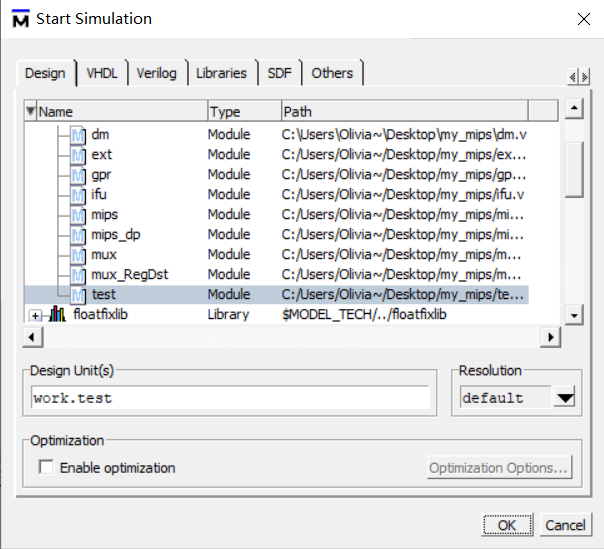 Start Simulation
Design VHDL Verilog Libraries SDF Others
Name Type Path
dm Module C:\Users\Olivia~\Desktop\my_mips\dm.v
ext Module C:/Users/Olivia~/Desktop/my_mips/ex...
gpr Module C:/Users/Olivia~/Desktop/my_mips/gp...
ifu Module C:/Users/Olivia~/Desktop/my_mips/ifu.v
mips Module C:/Users/Olivia~/Desktop/my_mips/mi...
mips_dp Module C:/Users/Olivia~/Desktop/my_mips/mi...
mux Module C:/Users/Olivia~/Desktop/my_mips/m...
mux_RegDst Module C:/Users/Olivia~/Desktop/my_mips/m...
test Module C:/Users/Olivia~/Desktop/my_mips/te...
floatfixlib Library $MODEL_TECH/../floatfixlib
Design Unit(s) Resolution
work.test default
Optimization
Enable optimization Optimization Options...
OK Cancel